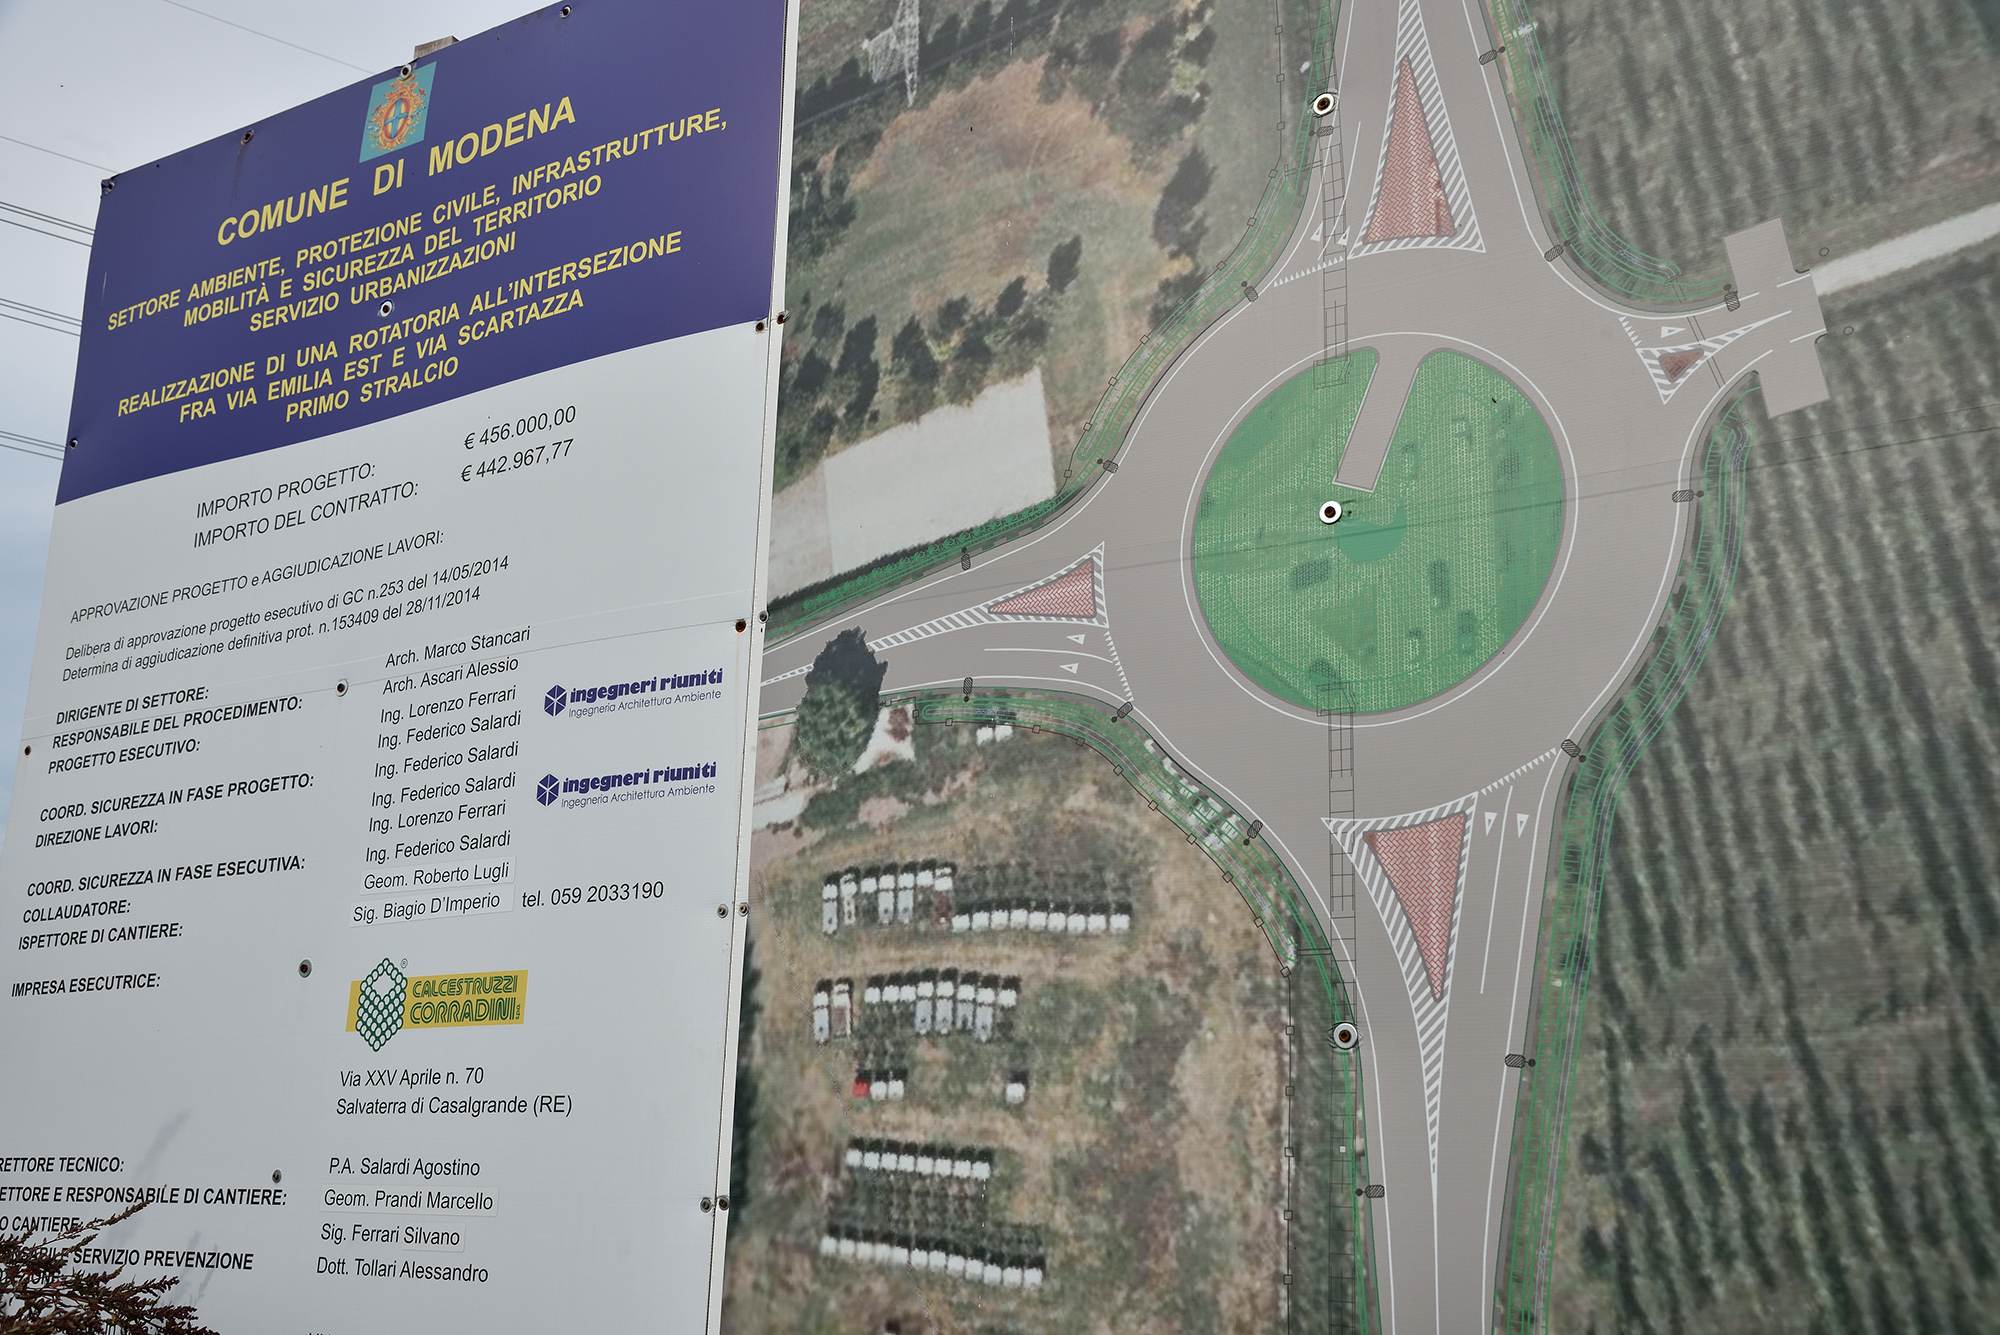 COMUNE DI MODENA
SETTORE AMBIENTE, PROTEZIONE CIVILE, INFRASTRUTTURE,
MOBILITÀ E SICUREZZA DEL TERRITORIO
SERVIZIO URBANIZZAZIONI
REALIZZAZIONE DI UNA ROTATORIA ALL'INTERSEZIONE
FRA VIA EMILIA EST E VIA SCARTAZZA
PRIMO STRALCIO
IMPORTO PROGETTO: € 456.000,00
IMPORTO DEL CONTRATTO: € 442.967,77
APPROVAZIONE PROGETTO e AGGIUDICAZIONE LAVORI:
Delibera di approvazione progetto esecutivo di GC n.253 del 14/05/2014
Determina di aggiudicazione definitiva prot. n.153409 del 28/11/2014
DIRIGENTE DI SETTORE: Arch. Marco Stancari
RESPONSABILE DEL PROCEDIMENTO: Arch. Ascari Alessio
PROGETTO ESECUTIVO: Ing. Lorenzo Ferrari
Ing. Federico Salardi
ingegneri riuniti
Ingegneria Architettura Ambiente
COORD. SICUREZZA IN FASE PROGETTO: Ing. Federico Salardi
DIREZIONE LAVORI: Ing. Federico Salardi
Ing. Lorenzo Ferrari
ingegneri riuniti
Ingegneria Architettura Ambiente
COORD. SICUREZZA IN FASE ESECUTIVA: Ing. Federico Salardi
COLLAUDATORE: Geom. Roberto Lugli
ISPETTORE DI CANTIERE: Sig. Biagio D'Imperio tel. 059 2033190
IMPRESA ESECUTRICE:
CALCESTRUZZI
CORRADINI s.p.a.
Via XXV Aprile n. 70
Salvaterra di Casalgrande (RE)
RETTORE TECNICO: P.A. Salardi Agostino
ETTORE E RESPONSABILE DI CANTIERE: Geom. Prandi Marcello
O CANTIERE: Sig. Ferrari Silvano
SABILE SERVIZIO PREVENZIONE Dott. Tollari Alessandro